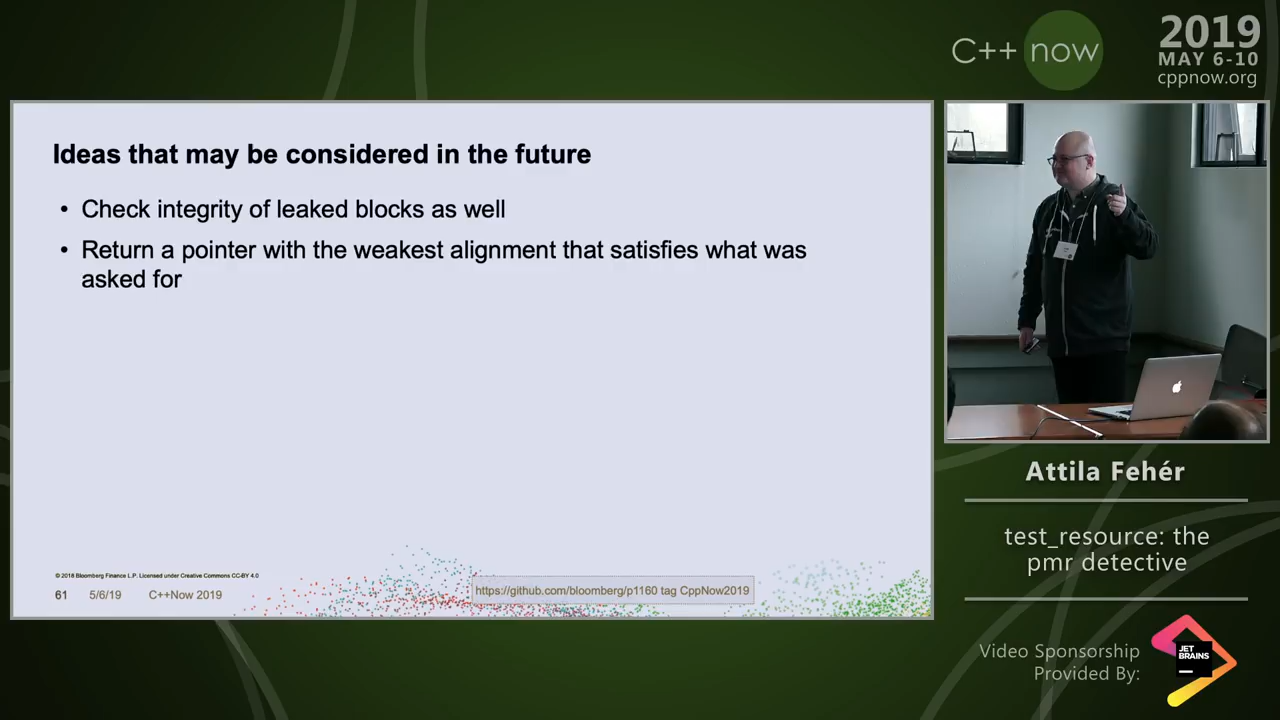 C++ now
2019
MAY 6-10
cppnow.org
Ideas that may be considered in the future
• Check integrity of leaked blocks as well
• Return a pointer with the weakest alignment that satisfies what was
asked for
© 2018 Bloomberg Finance L.P. Licensed under Creative Commons CC-BY 4.0
61 5/6/19 C++Now 2019
https://github.com/bloomberg/p1160 tag CppNow2019
Attila Fehér
test_resource: the
pmr detective
Video Sponsorship
Provided By:
JET
BRAINS